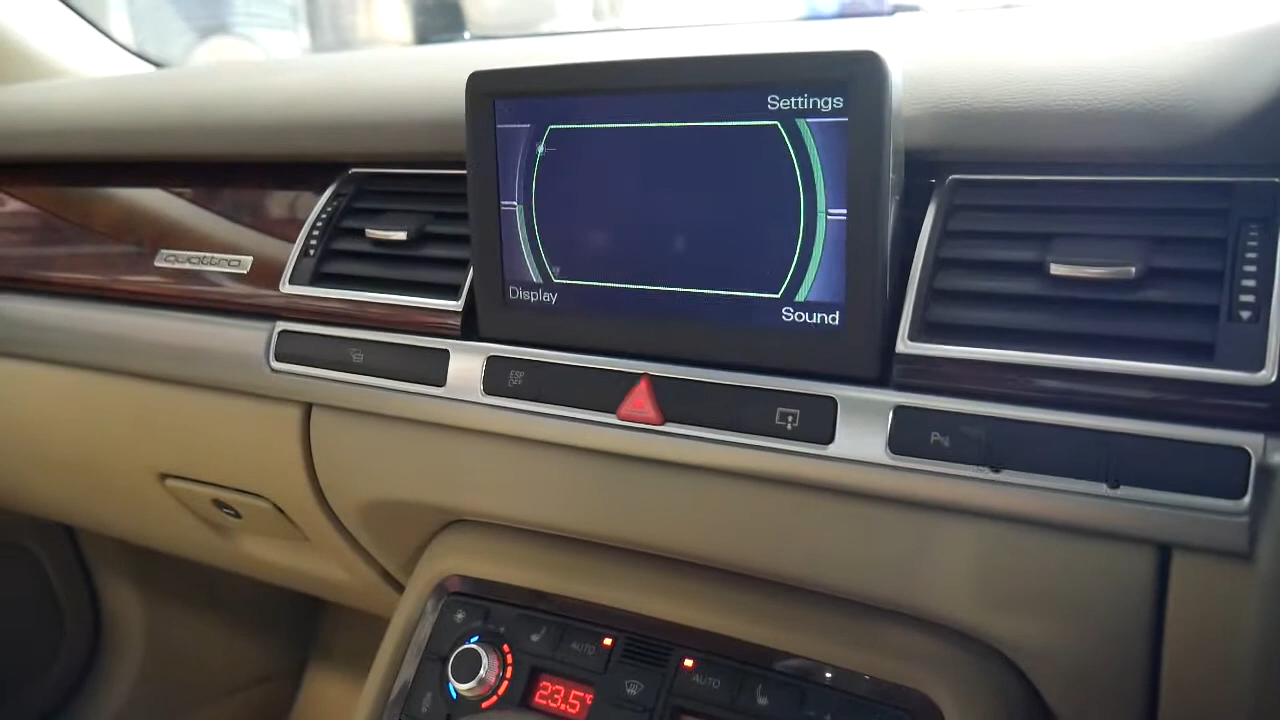 Settings
quattro
Display
Sound
ESP
OFF
P
AUTO
AUTO
23.5°C